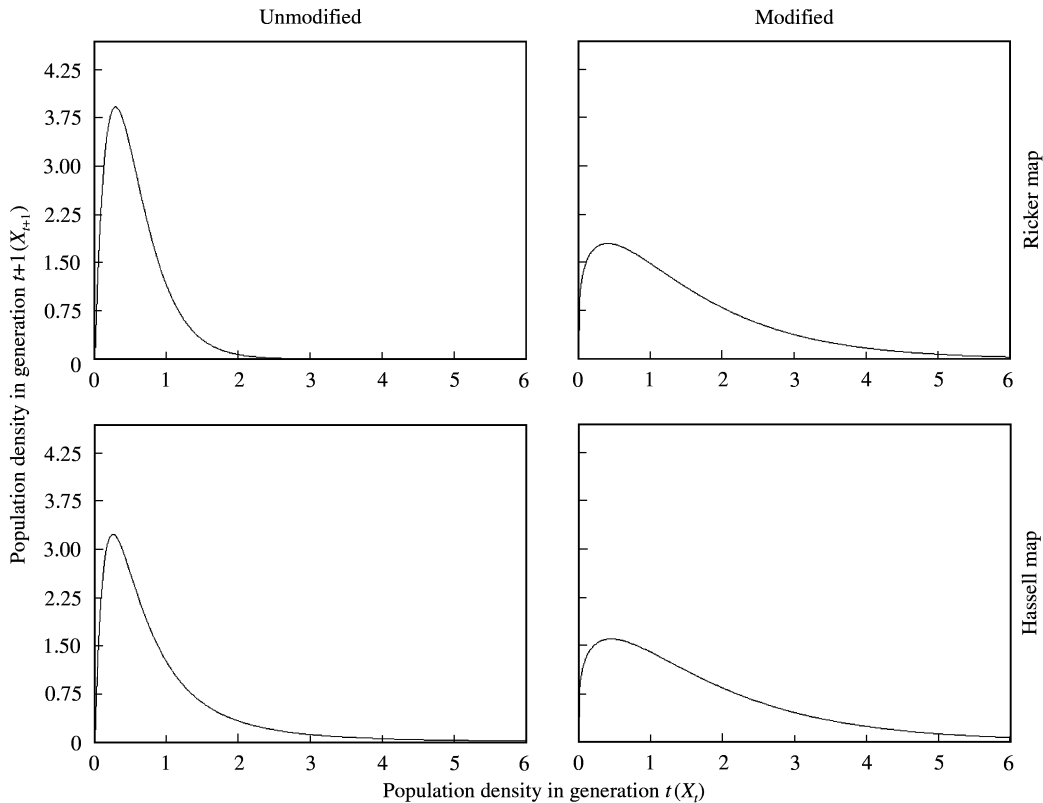 Unmodified
Modified
4.25
3.75
3.00
2.25
1.50
0.75
0
0 1 2 3 4 5 6
0 1 2 3 4 5 6
Ricker map
Population density in generation t+1 (Xt+1)
4.25
3.75
3.00
2.25
1.50
0.75
0
0 1 2 3 4 5 6
0 1 2 3 4 5 6
Hassell map
Population density in generation t (Xt)